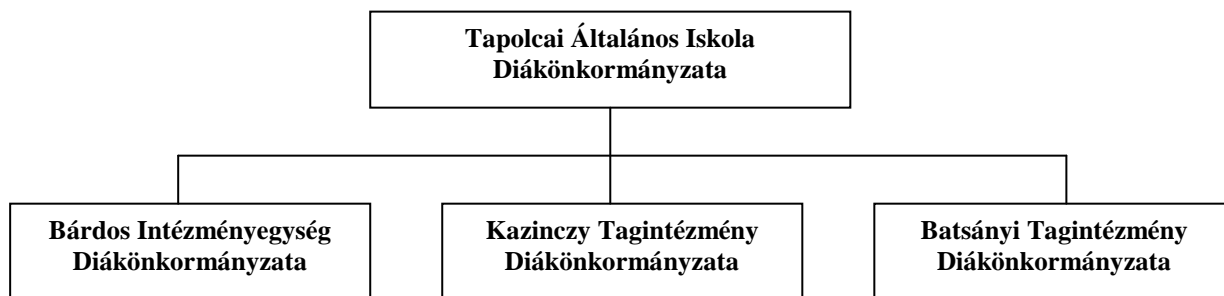 Tapolcai Általános Iskola
Diákönkormányzata
Bárdos Intézményegység
Diákönkormányzata
Kazinczy Tagintézmény
Diákönkormányzata
Batsányi Tagintézmény
Diákönkormányzata